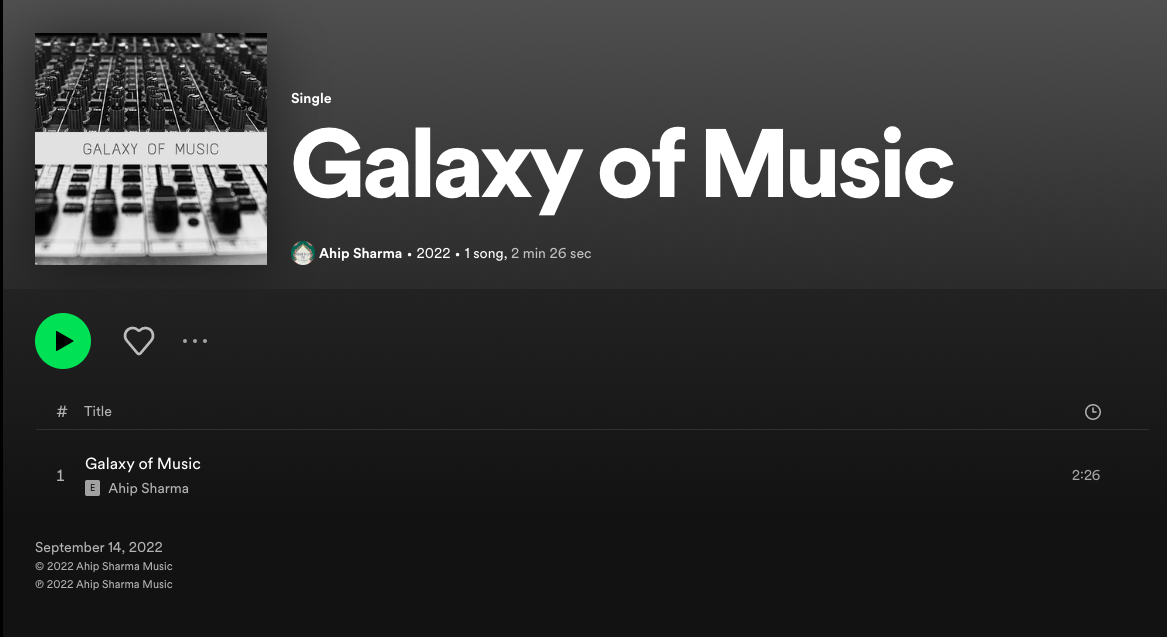 GALAXY OF MUSIC
Single
Galaxy of Music
Ahip Sharma • 2022 • 1 song, 2 min 26 sec
# Title
1 Galaxy of Music 2:26
E Ahip Sharma
September 14, 2022
© 2022 Ahip Sharma Music
℗ 2022 Ahip Sharma Music